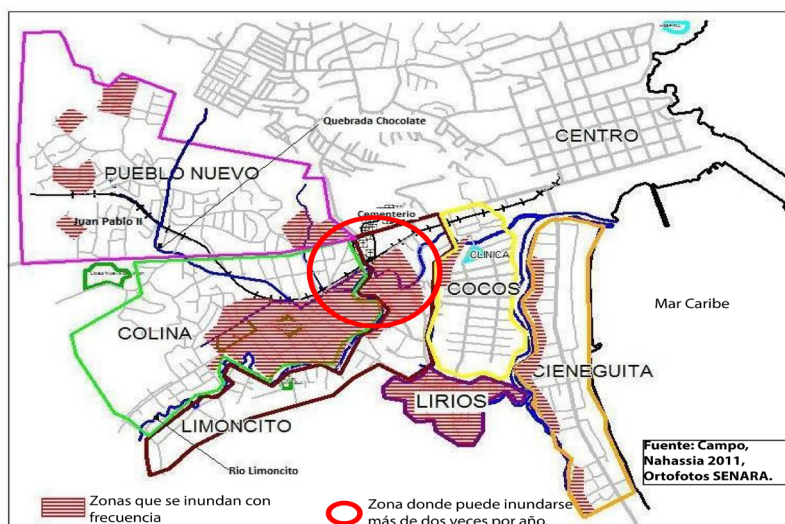 Quebrada Chocolate
CENTRO
PUEBLO NUEVO
Juan Pablo II
Cementerio
CLINICA
COCOS
Mar Caribe
COLINA
CIENEGUITA
LIRIOS
LIMONCITO
Rio Limoncito
Fuente: Campo,
Nahassia 2011,
Ortofotos SENARA.
Zonas que se inundan con
frecuencia
Zona donde puede inundarse
más de dos veces por año.